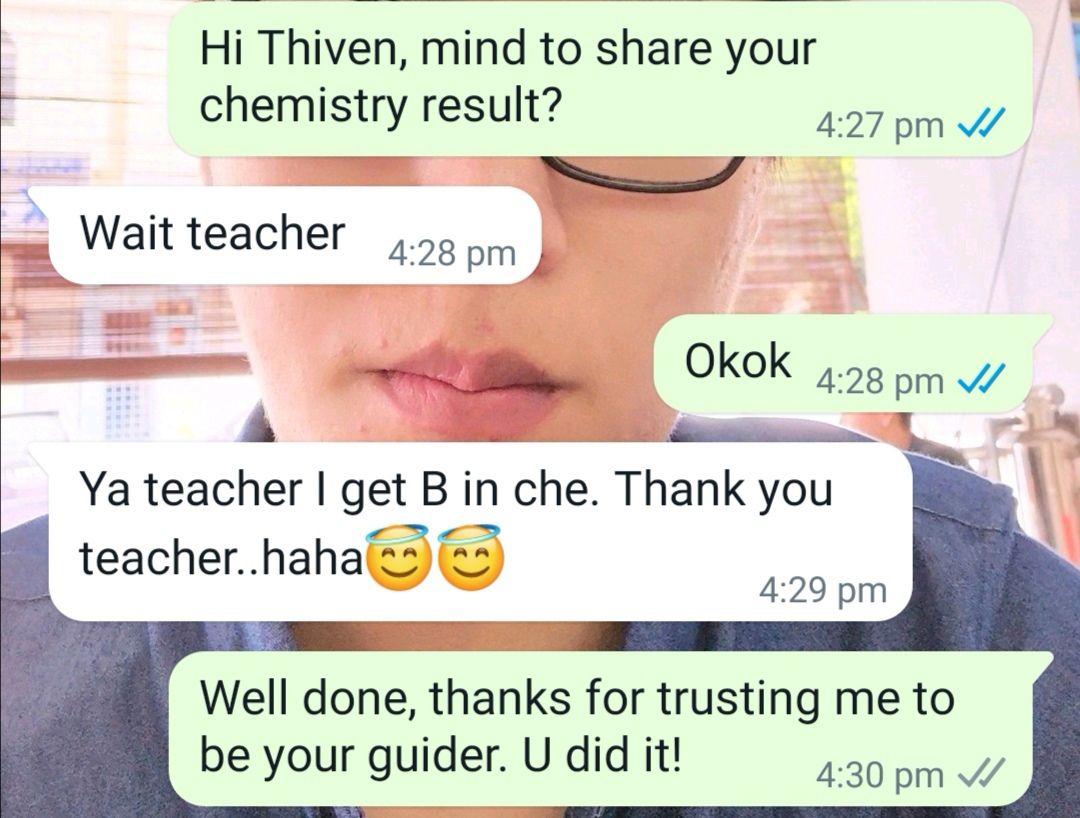 Hi Thiven, mind to share your
chemistry result?
4:27 pm
Wait teacher
4:28 pm
Okok
4:28 pm
Ya teacher I get B in che. Thank you
teacher..haha😇😇
4:29 pm
Well done, thanks for trusting me to
be your guider. U did it!
4:30 pm